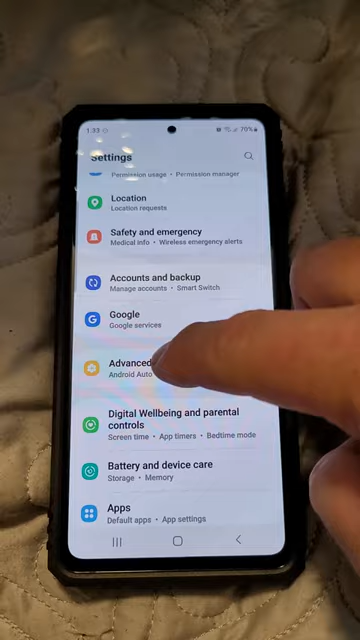 1:33
70%
Settings
Permission usage • Permission manager
Location
Location requests
Safety and emergency
Medical info • Wireless emergency alerts
Accounts and backup
Manage accounts • Smart Switch
G
Google
Google services
Advanced
Android Auto
Digital Wellbeing and parental
controls
Screen time • App timers • Bedtime mode
Battery and device care
Storage • Memory
Apps
Default apps • App settings